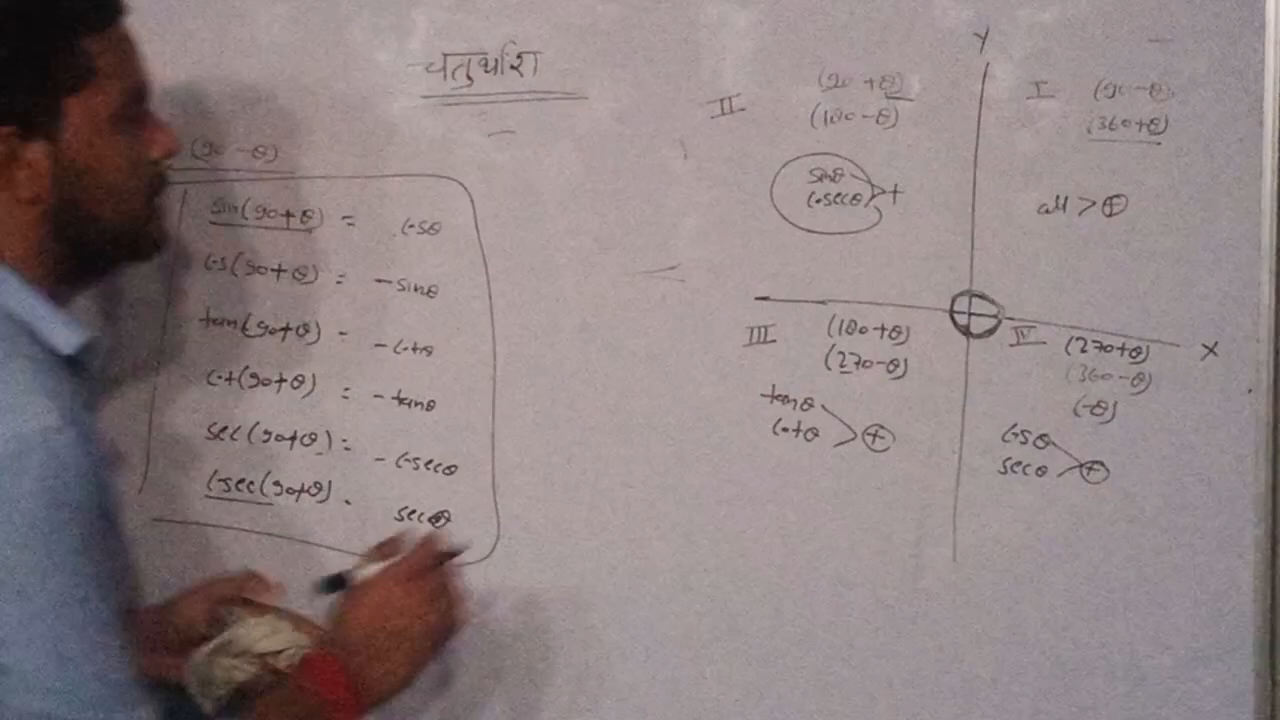 चतुर्थांश
(90-θ)
sin(90+θ) = cosθ
cos(90+θ) = -sinθ
tan(90+θ) = -cotθ
cot(90+θ) = -tanθ
sec(90+θ) = -cosecθ
cosec(90+θ) = secθ
Y
II (90+θ)
(180-θ)
sinθ
cosecθ > +
I (90-θ)
(360+θ)
all > +
X
III (180+θ)
(270-θ)
tanθ
cotθ > +
IV (270+θ)
(360-θ)
(-θ)
cosθ
secθ > +